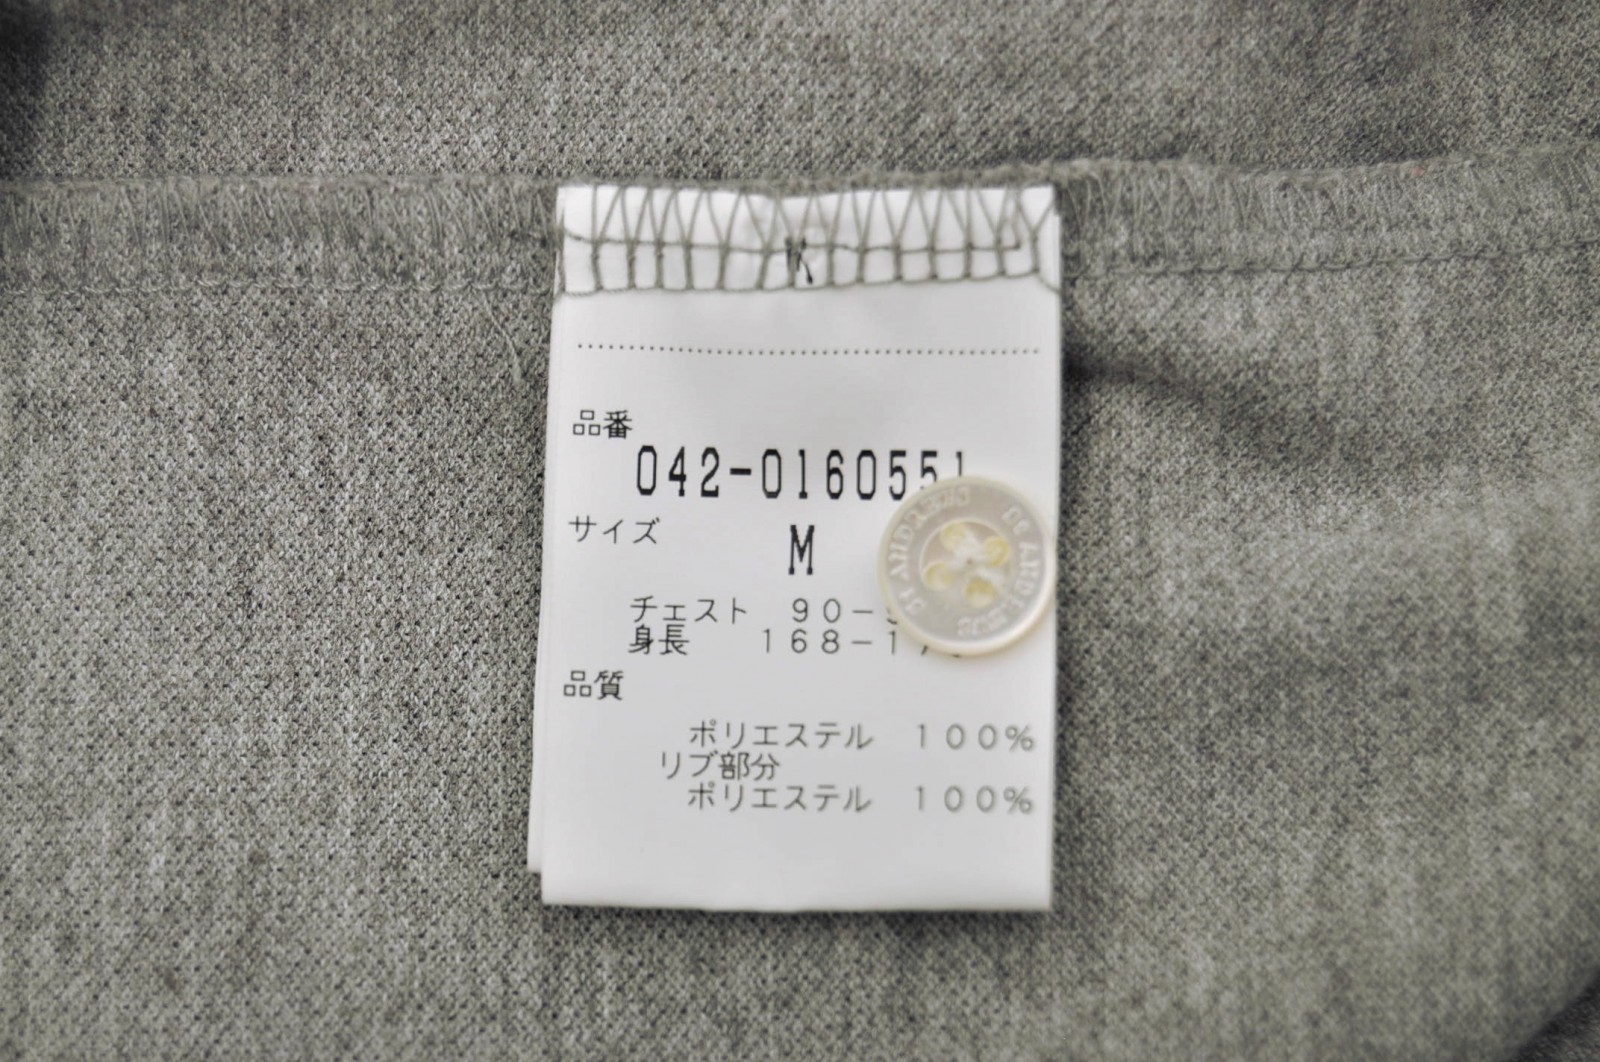 品番
042-0160551
サイズ
M
チェスト 90-
身長 168-1
品質
ポリエステル 100%
リブ部分
ポリエステル 100%